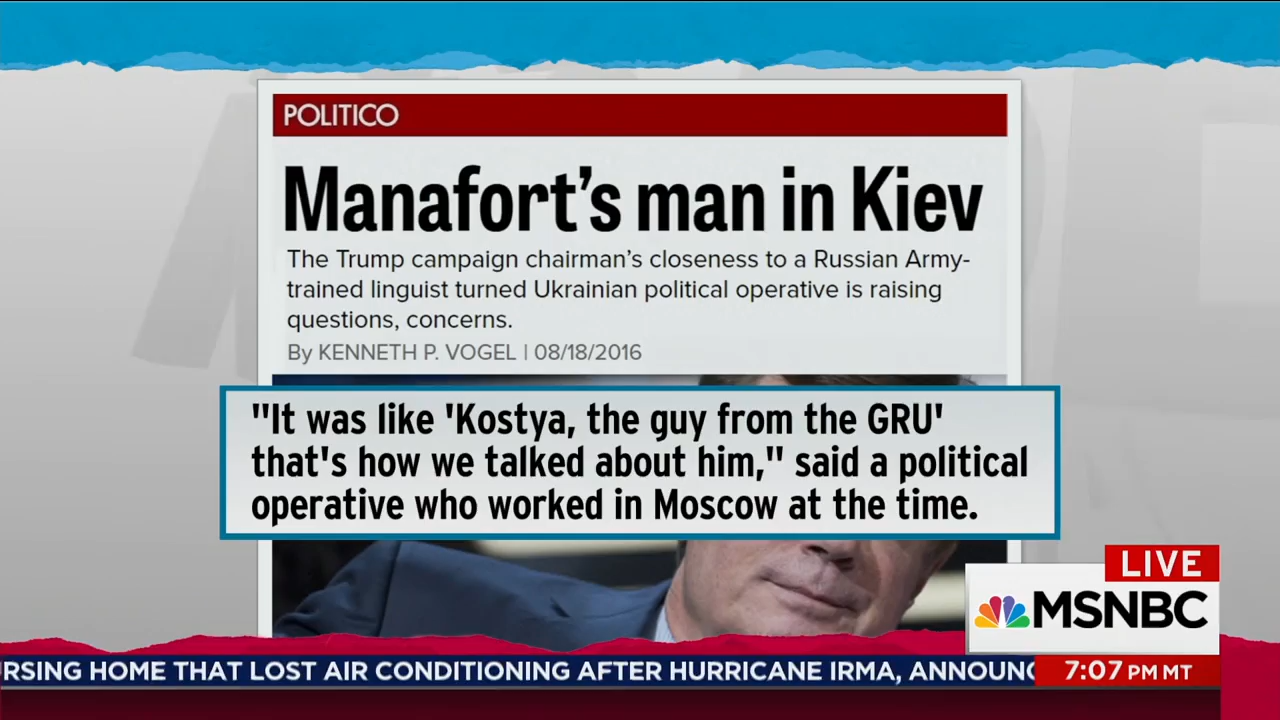 POLITICO
Manafort's man in Kiev
The Trump campaign chairman's closeness to a Russian Army-
trained linguist turned Ukrainian political operative is raising
questions, concerns.
By KENNETH P. VOGEL | 08/18/2016
"It was like 'Kostya, the guy from the GRU'
that's how we talked about him," said a political
operative who worked in Moscow at the time.
LIVE
MSNBC
HOME THAT LOST AIR CONDITIONING AFTER HURRICANE IRMA,
7:07 PM MT